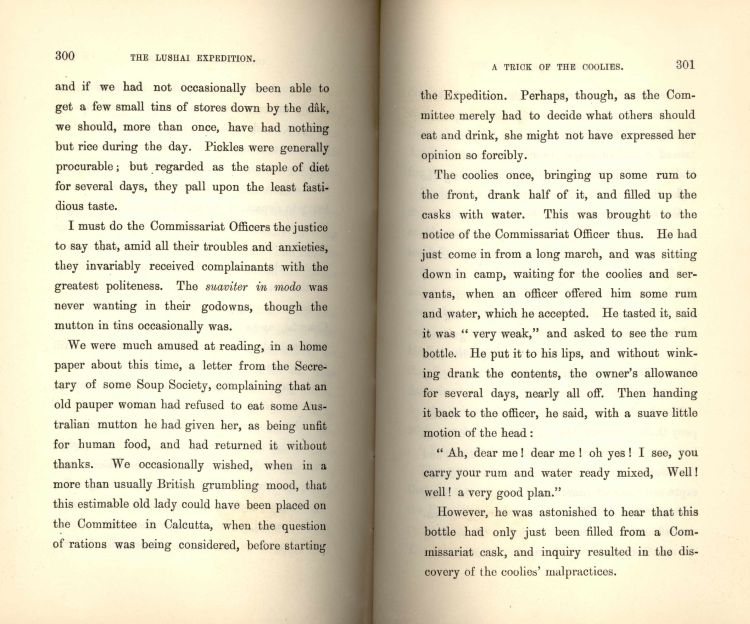 300
THE LUSHAI EXPEDITION.
and if we had not occasionally been able to
get a few small tins of stores down by the dâk,
we should, more than once, have had nothing
but rice during the day. Pickles were generally
procurable; but regarded as the staple of diet
for several days, they pall upon the least fasti-
dious taste.
I must do the Commissariat Officers the justice
to say that, amid all their troubles and anxieties,
they invariably received complainants with the
greatest politeness. The suaviter in modo was
never wanting in their godowns, though the
mutton in tins occasionally was.
We were much amused at reading, in a home
paper about this time, a letter from the Secre-
tary of some Soup Society, complaining that an
old pauper woman had refused to eat some Aus-
tralian mutton he had given her, as being unfit
for human food, and had returned it without
thanks. We occasionally wished, when in a
more than usually British grumbling mood, that
this estimable old lady could have been placed on
the Committee in Calcutta, when the question
of rations was being considered, before starting
A TRICK OF THE COOLIES.
301
the Expedition. Perhaps, though, as the Com-
mittee merely had to decide what others should
eat and drink, she might not have expressed her
opinion so forcibly.
The coolies once, bringing up some rum to
the front, drank half of it, and filled up the
casks with water. This was brought to the
notice of the Commissariat Officer thus. He had
just come in from a long march, and was sitting
down in camp, waiting for the coolies and ser-
vants, when an officer offered him some rum
and water, which he accepted. He tasted it, said
it was "very weak," and asked to see the rum
bottle. He put it to his lips, and without wink-
ing drank the contents, the owner's allowance
for several days, nearly all off. Then handing
it back to the officer, he said, with a suave little
motion of the head:
"Ah, dear me! dear me! oh yes! I see, you
carry your rum and water ready mixed, Well!
well! a very good plan."
However, he was astonished to hear that this
bottle had only just been filled from a Com-
missariat cask, and inquiry resulted in the dis-
covery of the coolies' malpractices.